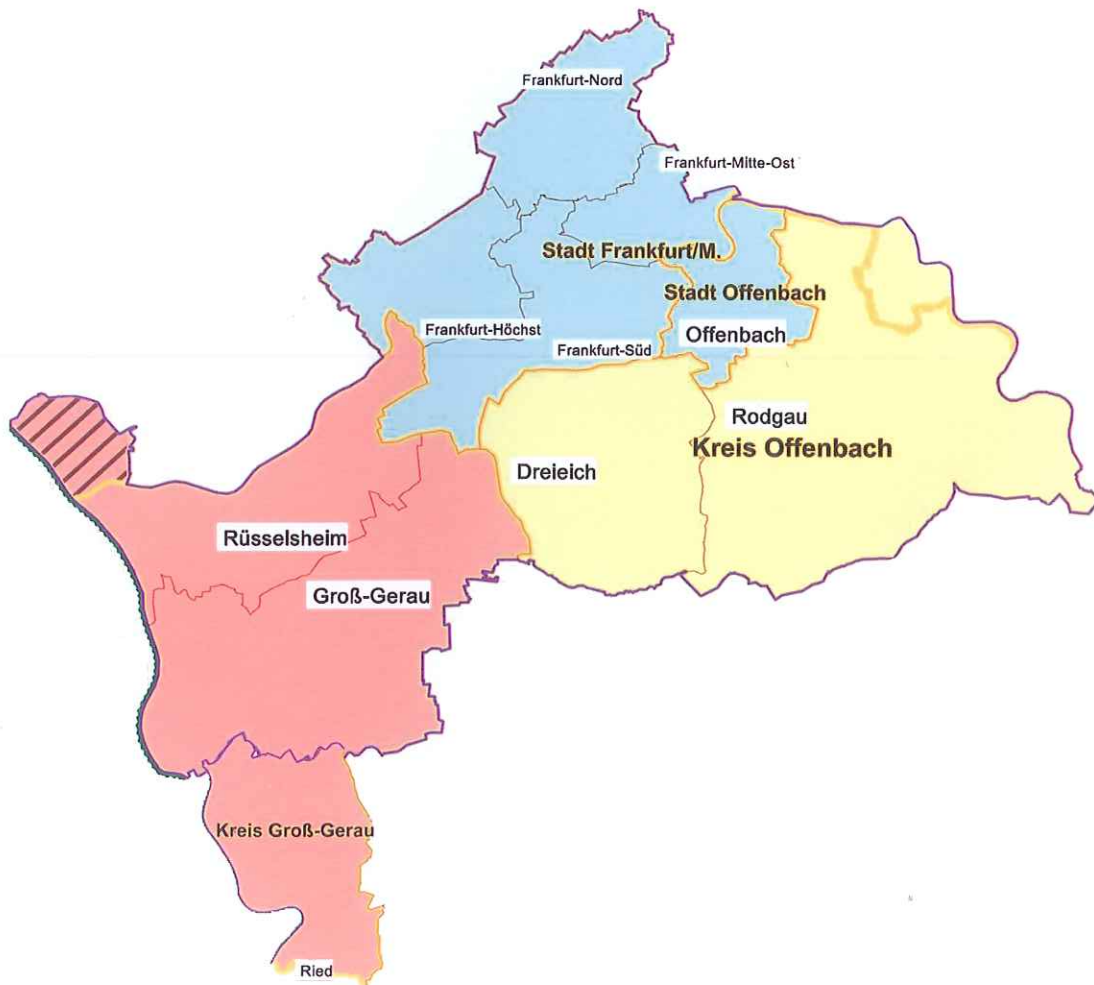 Frankfurt-Nord
Frankfurt-Mitte-Ost
Stadt Frankfurt/M.
Stadt Offenbach
Frankfurt-Höchst
Offenbach
Frankfurt-Süd
Rodgau
Kreis Offenbach
Dreieich
Rüsselsheim
Groß-Gerau
Kreis Groß-Gerau
Ried